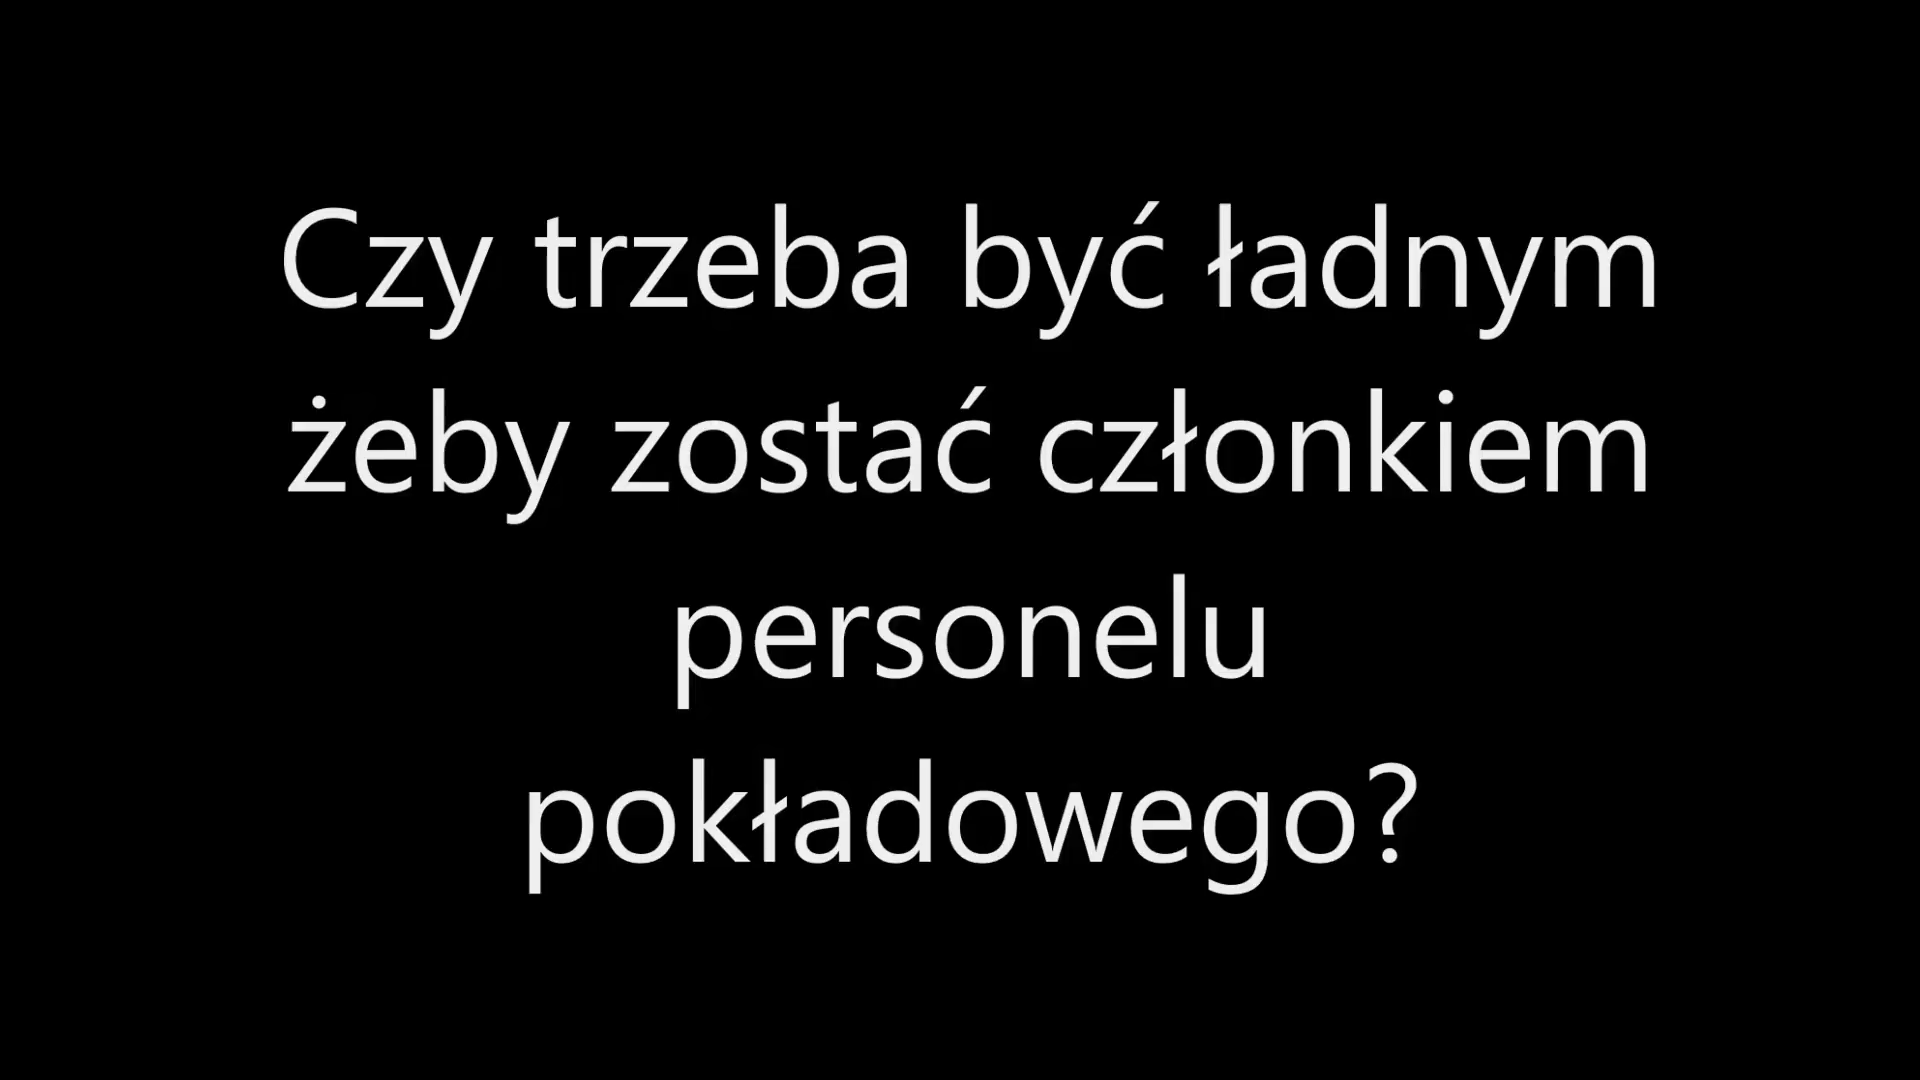 Czy trzeba być ładnym
żeby zostać członkiem
personelu
pokładowego?